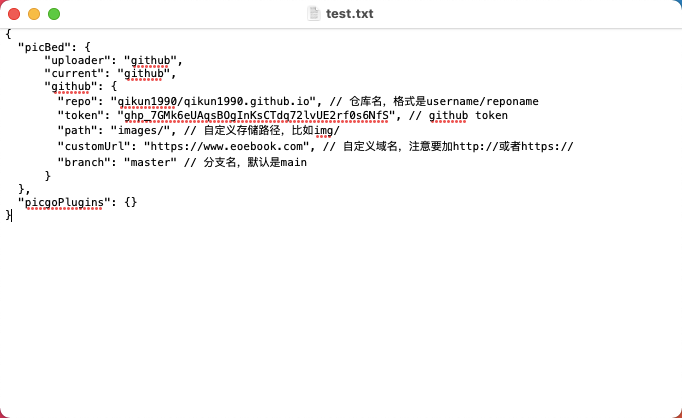 test.txt
{
"picBed": {
"uploader": "github",
"current": "github",
"github": {
"repo": "qikun1990/qikun1990.github.io", // 仓库名，格式是username/reponame
"token": "", // github token
"path": "images/", // 自定义存储路径，比如img/
"customUrl": "https://www.eoebook.com", // 自定义域名，注意要加http://或者https://
"branch": "master" // 分支名，默认是main
}
},
"picgoPlugins": {}
}